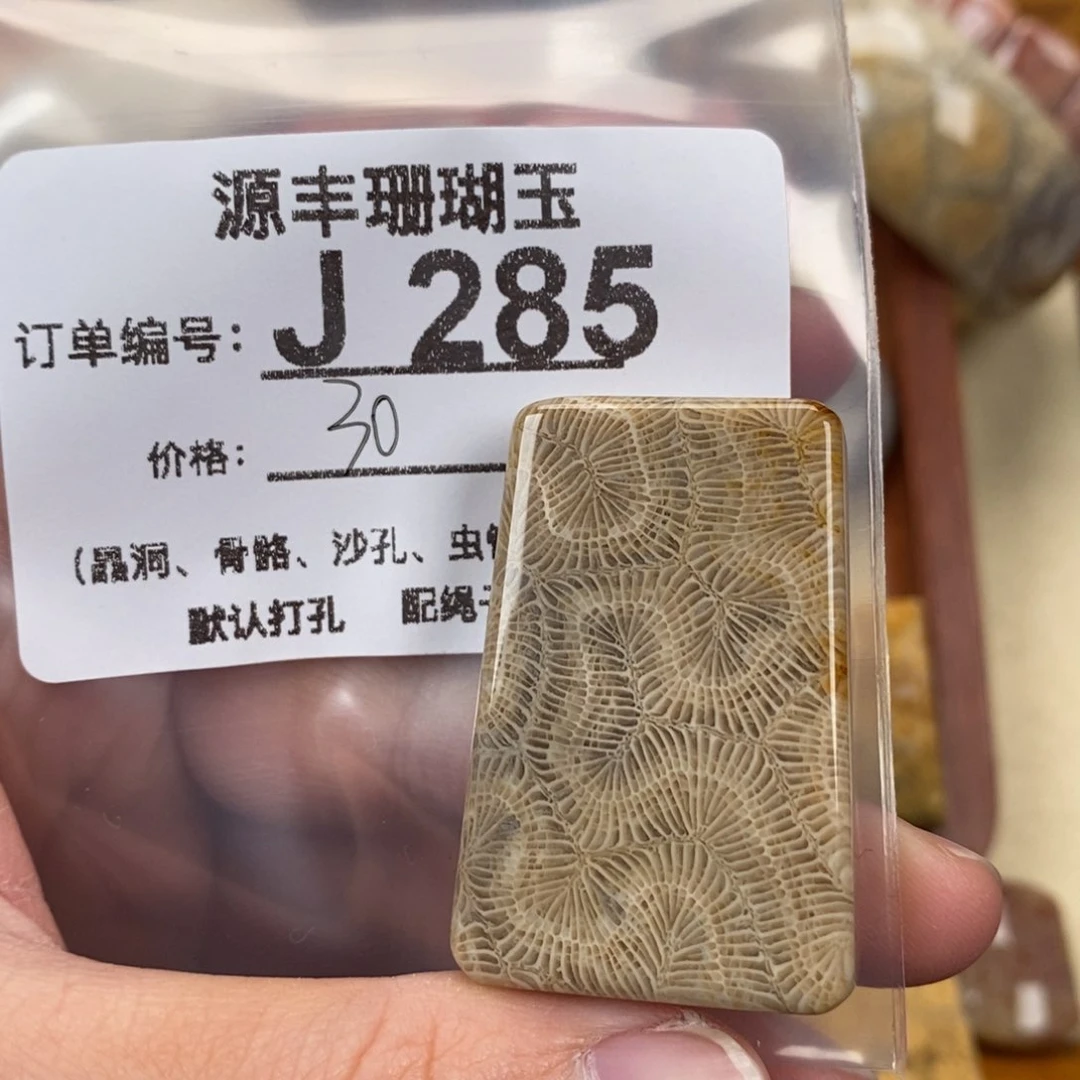 源丰珊瑚玉
订单编号: J 285
价格: 30
(晶洞、骨骼、沙孔、虫
默认打孔 配绳